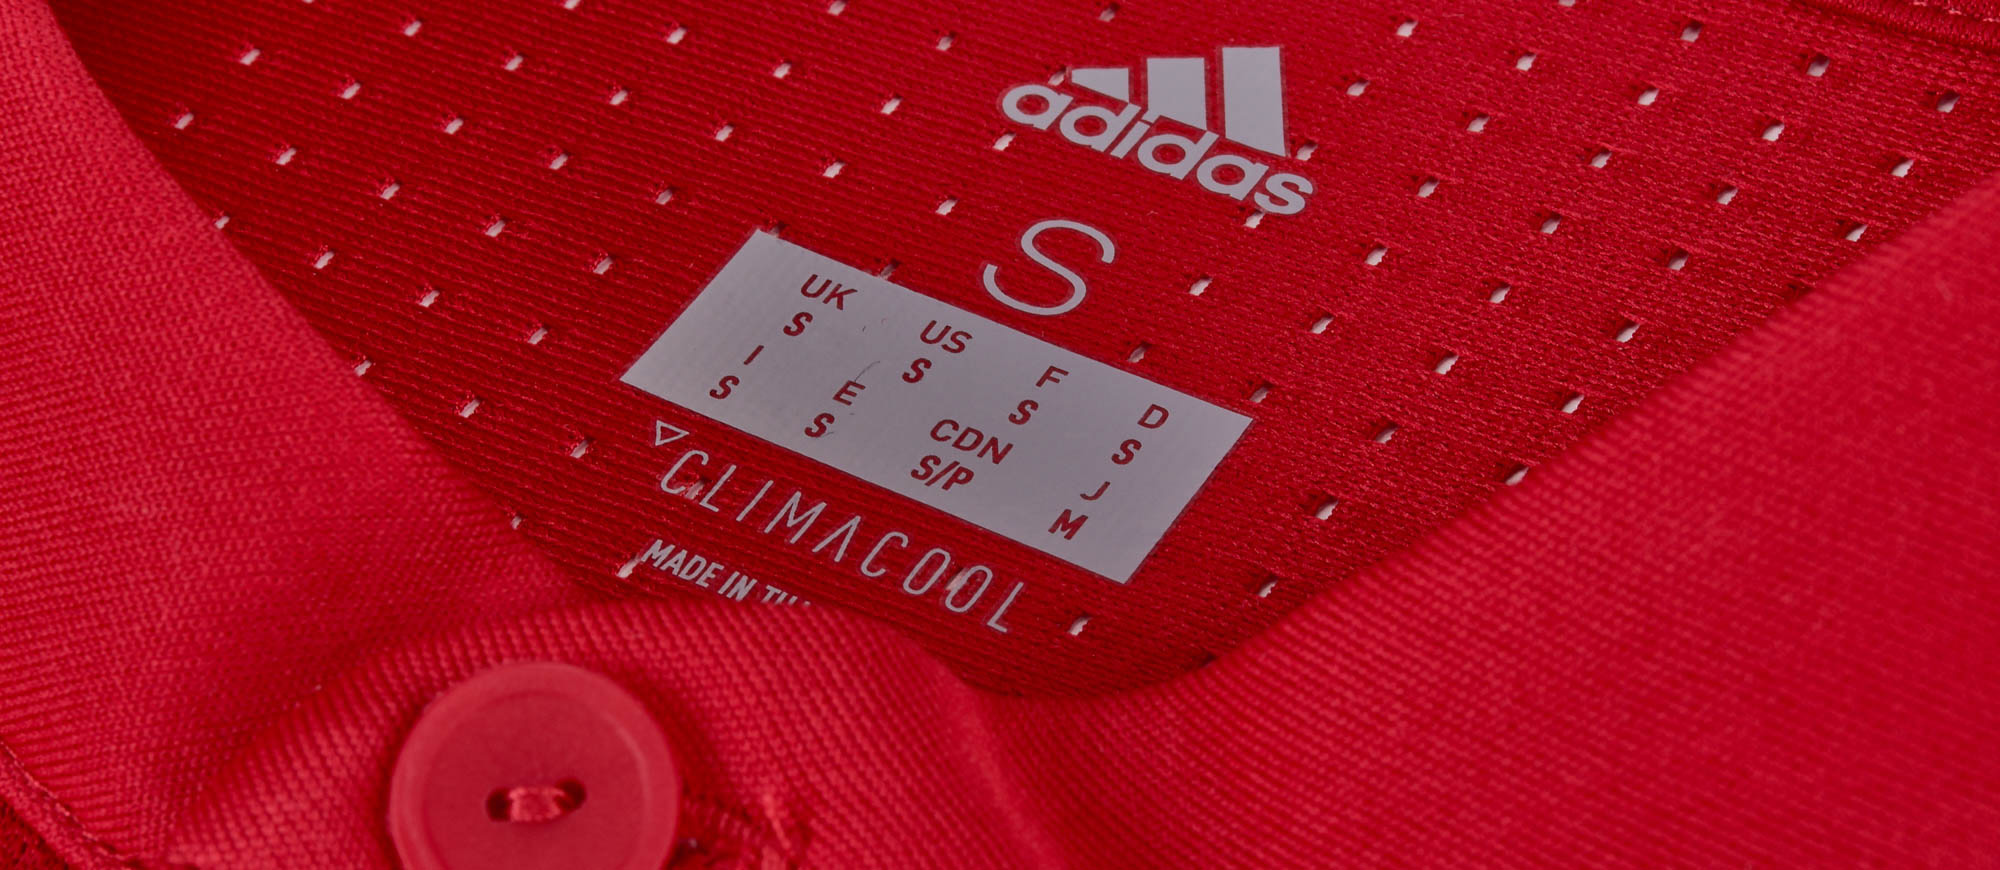 adidas
S
UK US F D
S S S S
I E CDN J
S S S/P M
CLIMACOOL
MADE IN